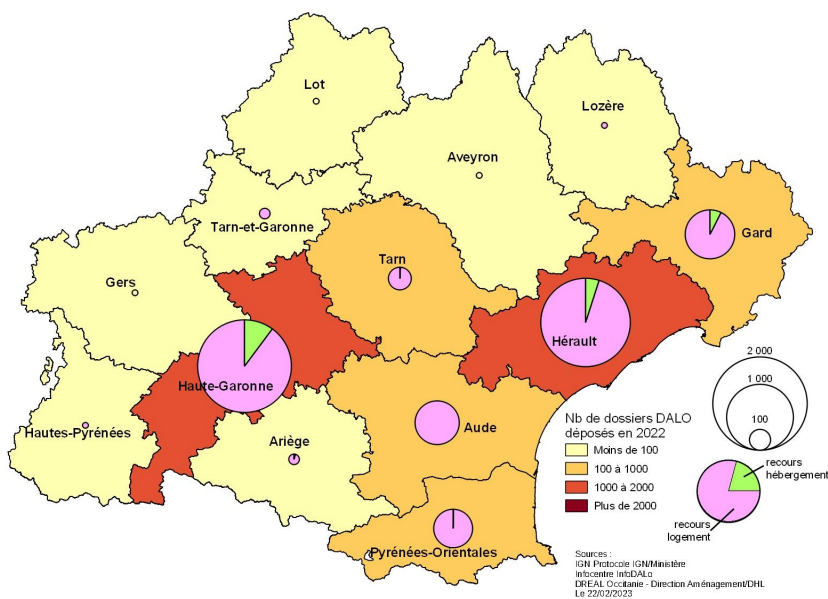 Lot
Lozère
Aveyron
Tarn-et-Garonne
Gard
Tarn
Gers
Hérault
Haute-Garonne
Hautes-Pyrénées
Ariège
Aude
Pyrénées-Orientales
2 000
1 000
100
Nb de dossiers DALO
déposés en 2022
Moins de 100
100 à 1000
1000 à 2000
Plus de 2000
recours
hébergement
recours
logement
Sources :
IGN Protocole IGN/Ministère
Infocentre InfoDALo
DREAL Occitanie - Direction Aménagement/DHL
Le 22/02/2023